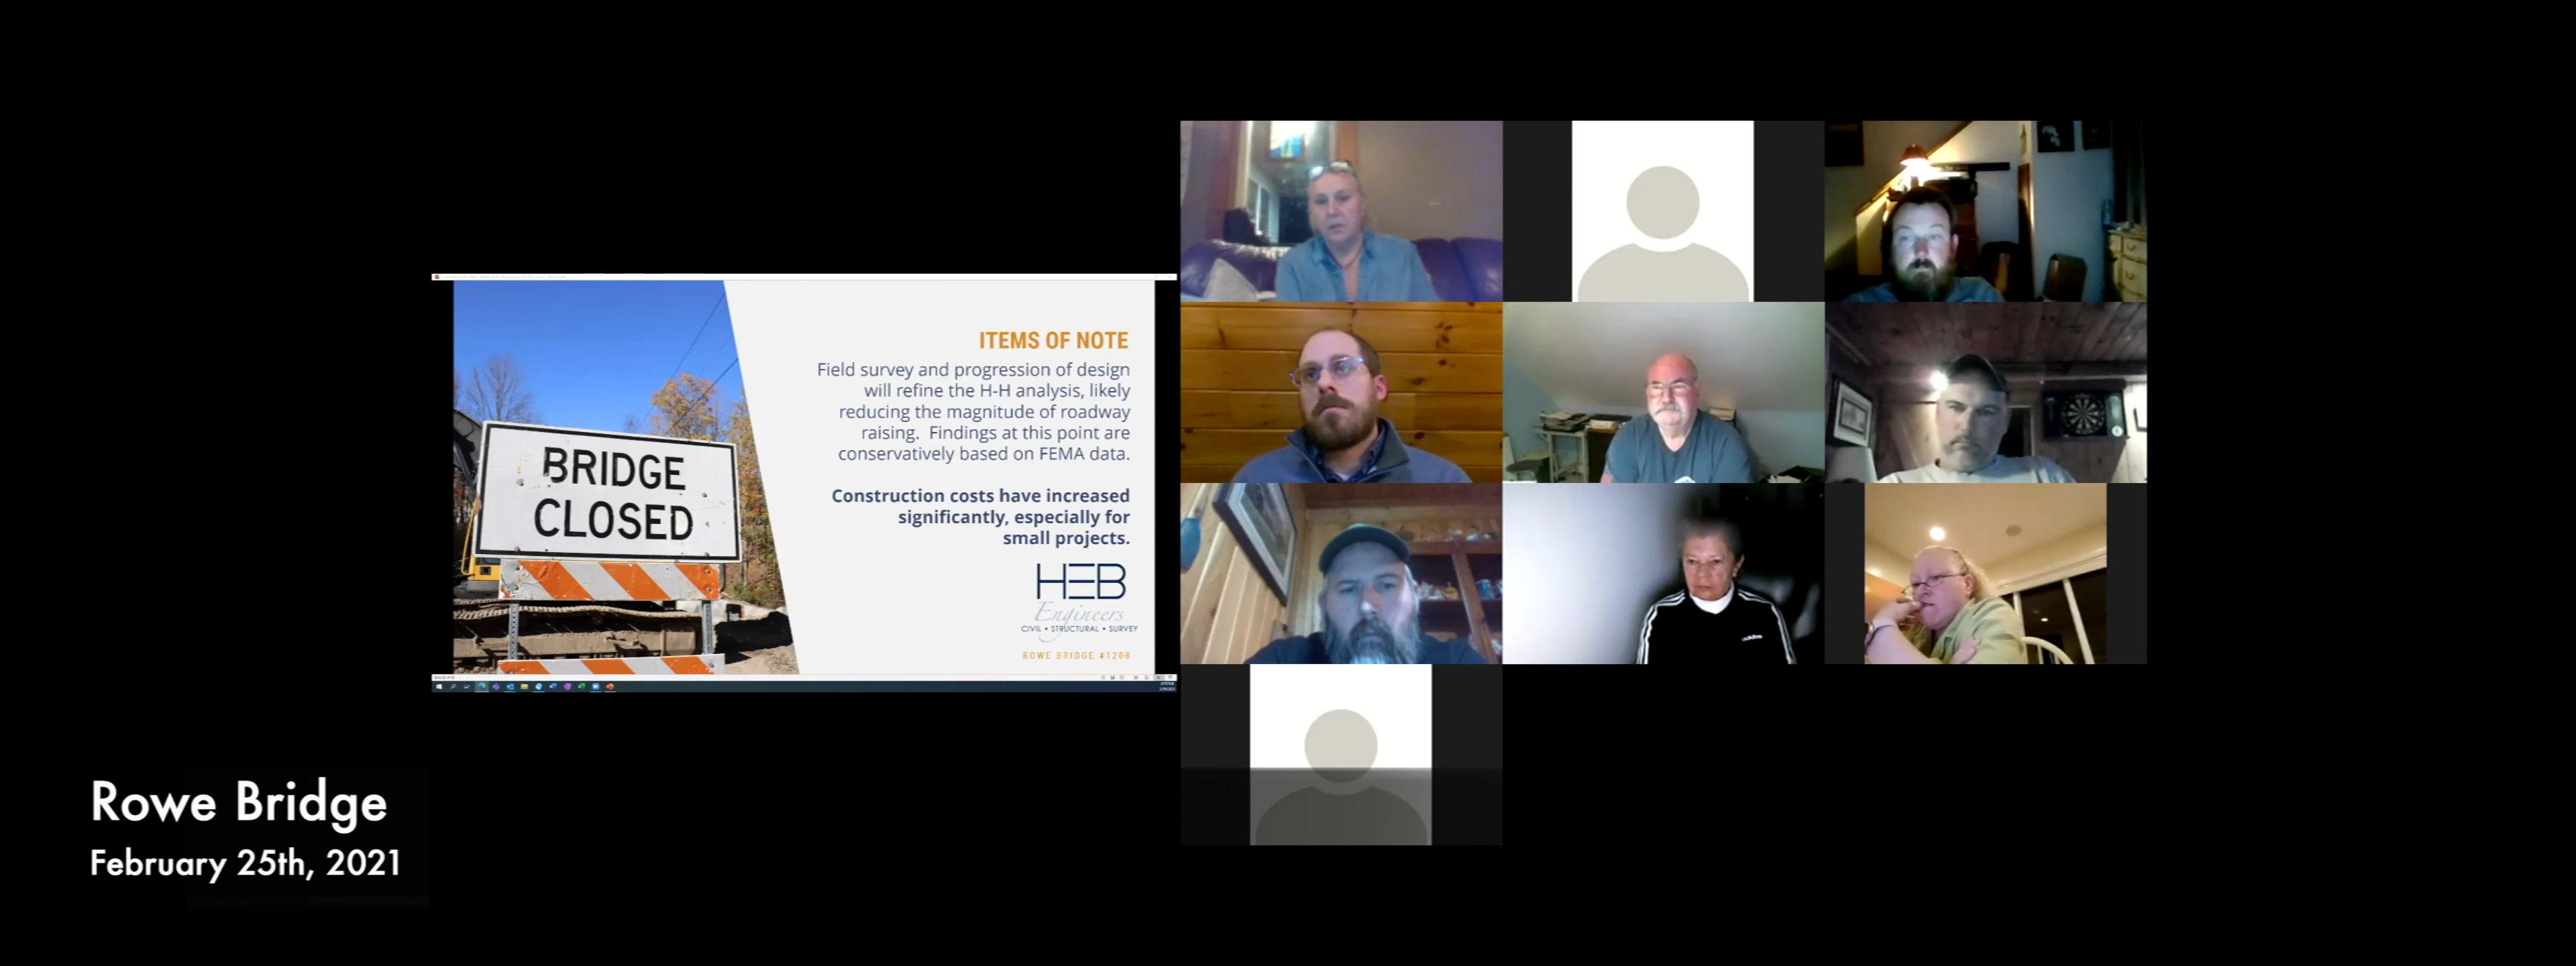 BRIDGE
CLOSED
ITEMS OF NOTE
Field survey and progression of design
will refine the H-H analysis, likely
reducing the magnitude of roadway
raising. Findings at this point are
conservatively based on FEMA data.
Construction costs have increased
significantly, especially for
small projects.
HEB
Engineers
CIVIL • STRUCTURAL • SURVEY
ROWE BRIDGE #1208
adidas
Rowe Bridge
February 25th, 2021